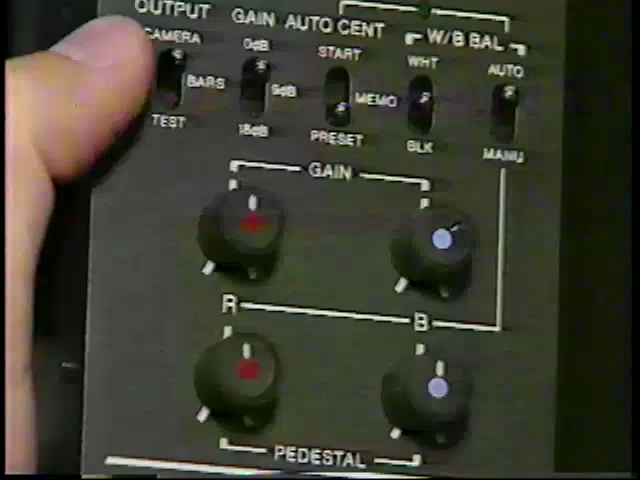 OUTPUT GAIN AUTO CENT
CAMERA 0dB START W/B BAL
WHT AUTO
BARS 9dB MEMO
TEST 18dB PRESET BLK MANU
GAIN
R B
PEDESTAL